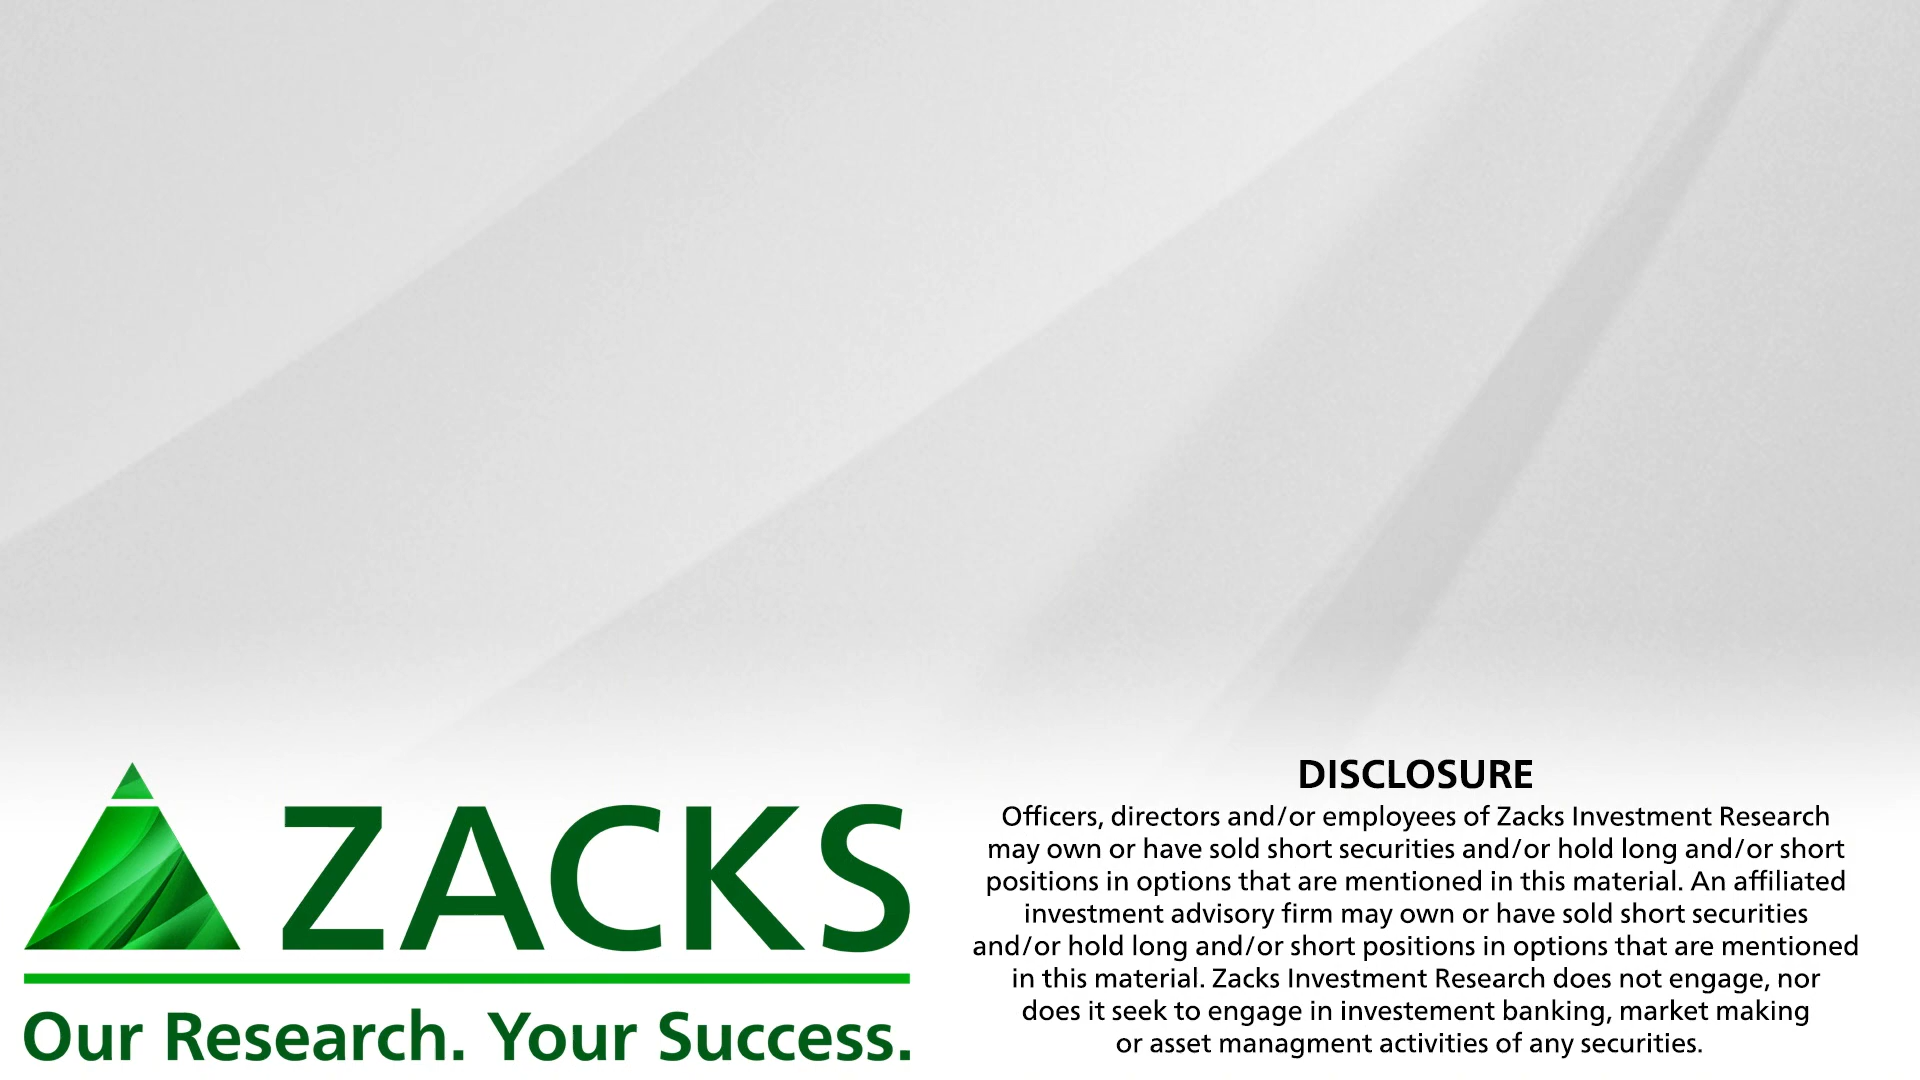 ZACKS
Our Research. Your Success.
DISCLOSURE
Officers, directors and/or employees of Zacks Investment Research
may own or have sold short securities and/or hold long and/or short
positions in options that are mentioned in this material. An affiliated
investment advisory firm may own or have sold short securities
and/or hold long and/or short positions in options that are mentioned
in this material. Zacks Investment Research does not engage, nor
does it seek to engage in investement banking, market making
or asset managment activities of any securities.